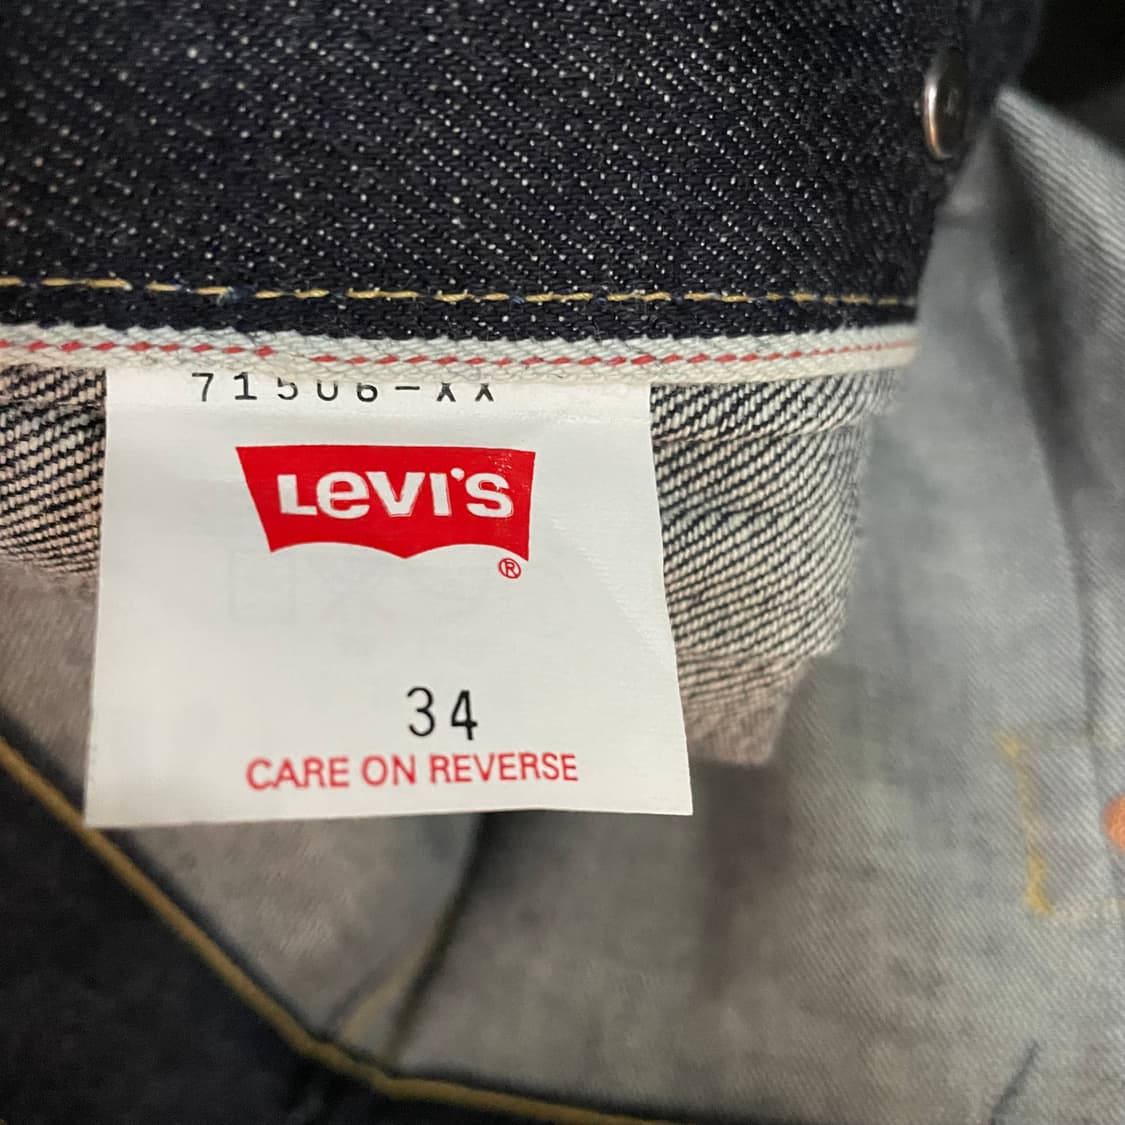 71506-XX
LEVI'S
®
34
CARE ON REVERSE